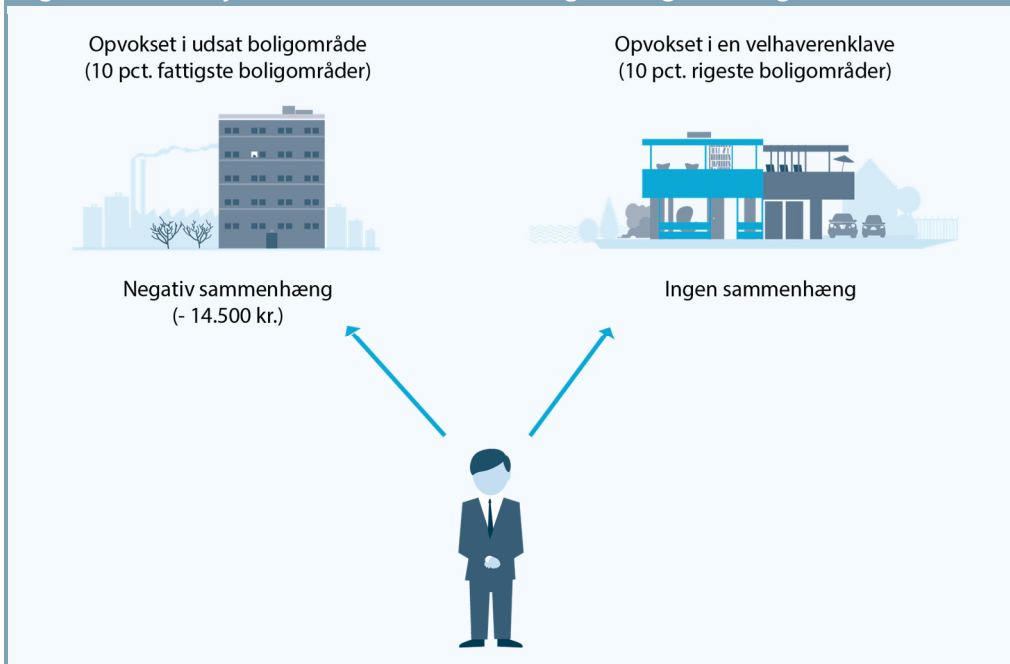 Opvokset i udsat boligområde
(10 pct. fattigste boligområder)
Opvokset i en velhaverenklave
(10 pct. rigeste boligområder)
Negativ sammenhæng
(- 14.500 kr.)
Ingen sammenhæng